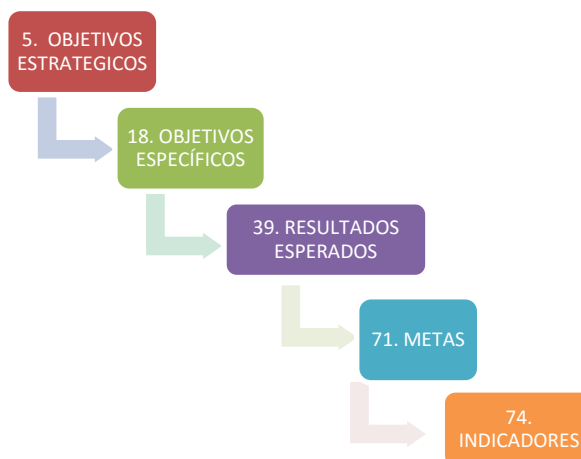 5. OBJETIVOS
ESTRATEGICOS
18. OBJETIVOS
ESPECÍFICOS
39. RESULTADOS
ESPERADOS
71. METAS
74.
INDICADORES